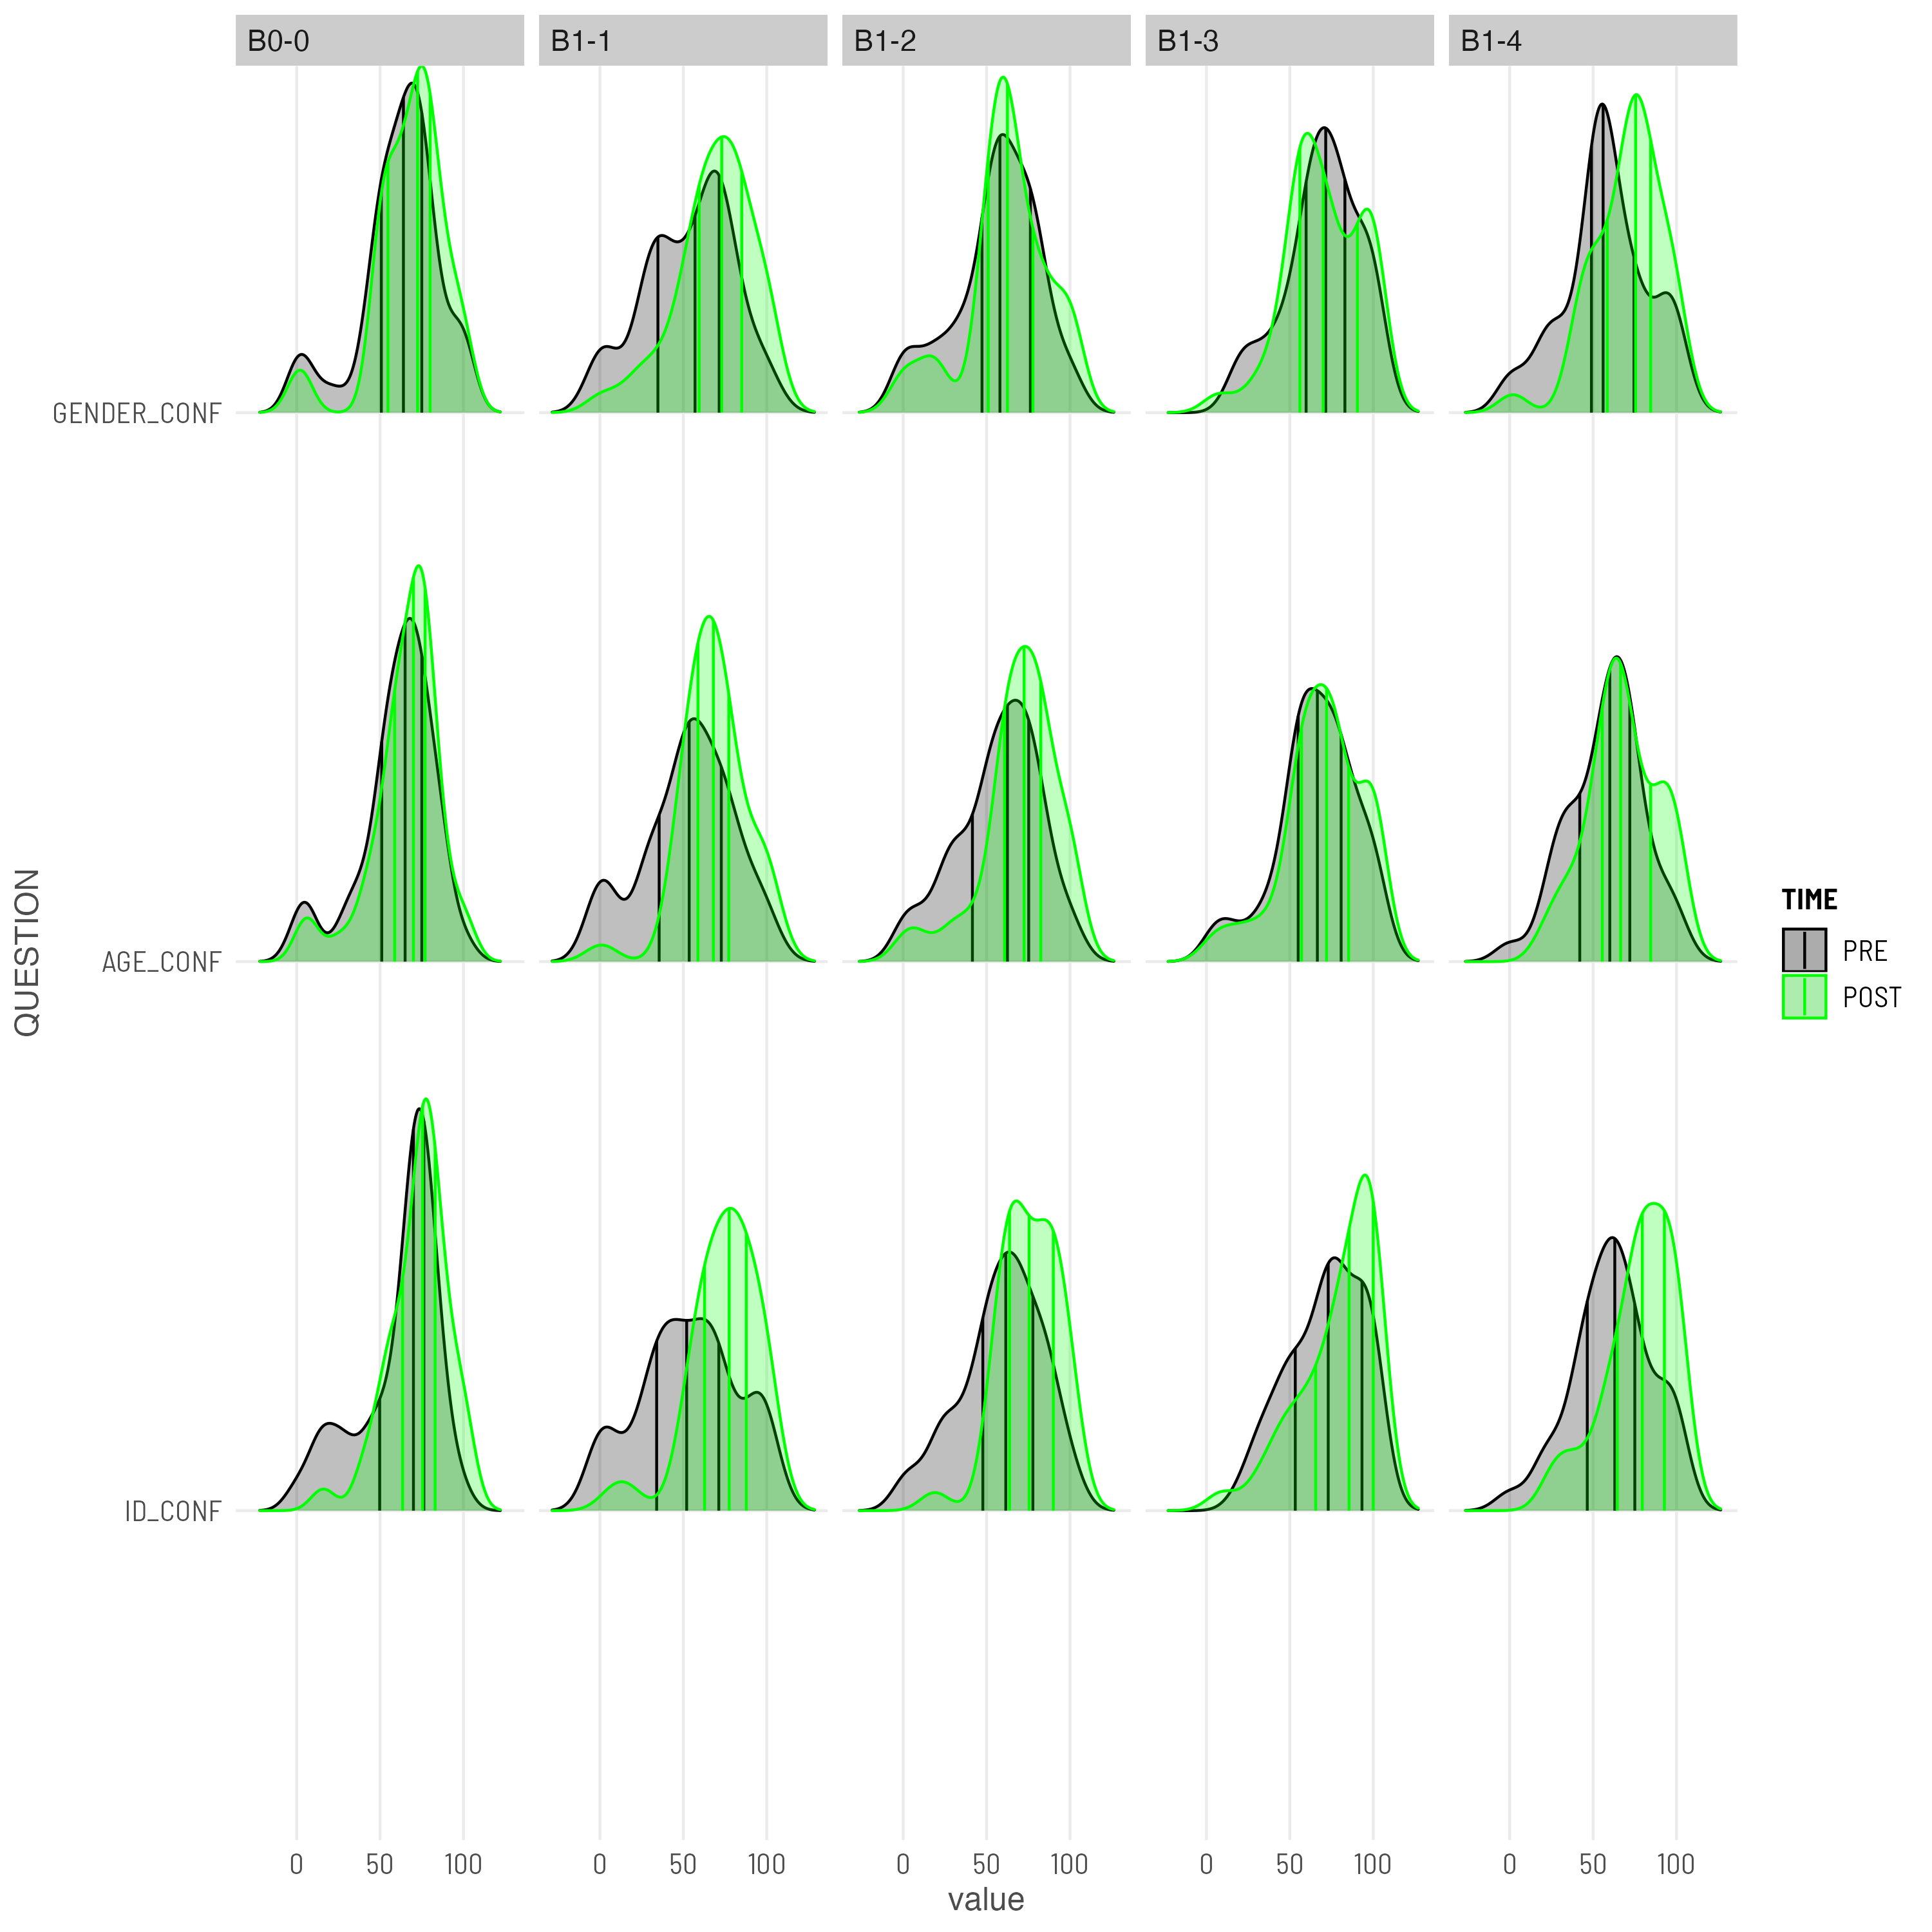 B0-0 B1-1 B1-2 B1-3 B1-4
GENDER_CONF
AGE_CONF
ID_CONF
QUESTION
TIME
PRE
POST
0 50 100 0 50 100 0 50 100 0 50 100 0 50 100
value